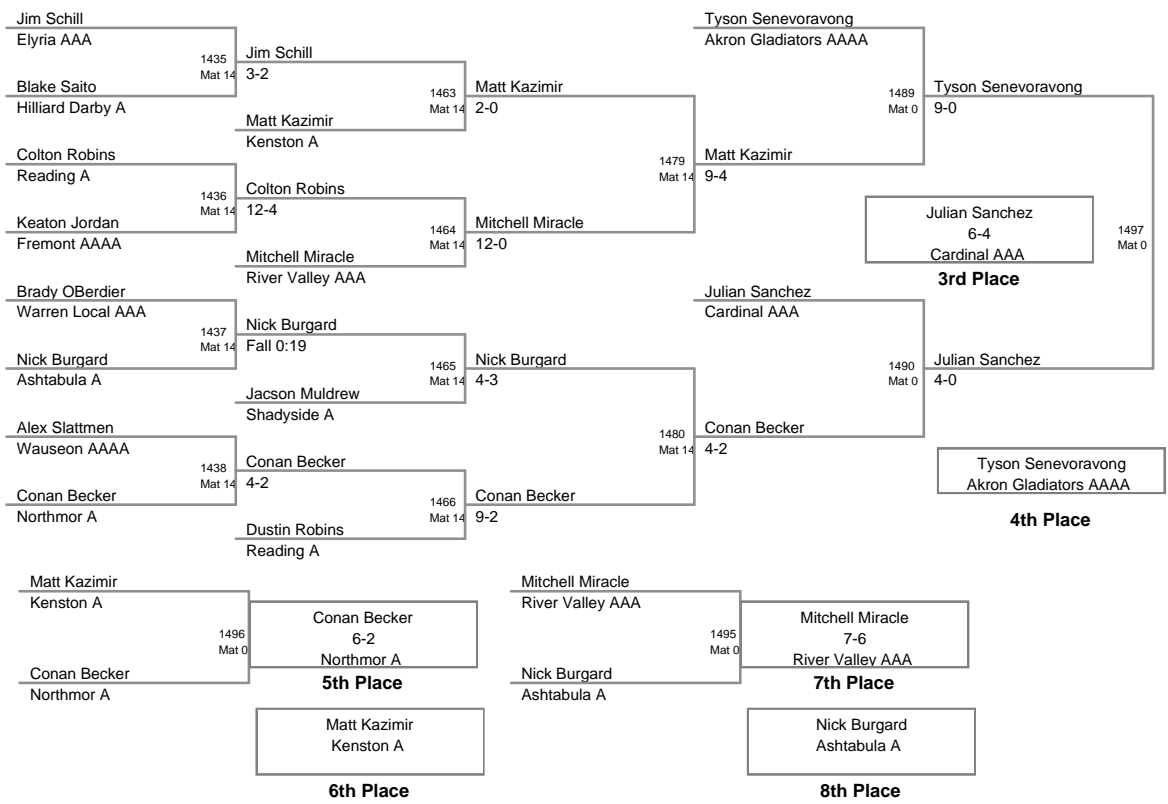 Jim Schill
Elyria AAA
1435
Mat 14
Blake Saito
Hilliard Darby A
Jim Schill
3-2
Matt Kazimir
Kenston A
1463
Mat 14
Matt Kazimir
2-0
Colton Robins
Reading A
1436
Mat 14
Keaton Jordan
Fremont AAAA
Colton Robins
12-4
Mitchell Miracle
River Valley AAA
1464
Mat 14
Mitchell Miracle
12-0
1479
Mat 14
Matt Kazimir
9-4
Tyson Senevoravong
Akron Gladiators AAAA
1489
Mat 0
Tyson Senevoravong
9-0
Brady OBerdier
Warren Local AAA
1437
Mat 14
Nick Burgard
Ashtabula A
Nick Burgard
Fall 0:19
Jacson Muldrew
Shadyside A
1465
Mat 14
Nick Burgard
4-3
Alex Slattmen
Wauseon AAAA
1438
Mat 14
Conan Becker
Northmor A
Conan Becker
4-2
Dustin Robins
Reading A
1466
Mat 14
Conan Becker
9-2
1480
Mat 14
Conan Becker
4-2
Julian Sanchez
Cardinal AAA
1490
Mat 0
Julian Sanchez
4-0
1497
Mat 0
Julian Sanchez
6-4
Cardinal AAA
3rd Place
Tyson Senevoravong
Akron Gladiators AAAA
4th Place
Matt Kazimir
Kenston A
1496
Mat 0
Conan Becker
Northmor A
Conan Becker
6-2
Northmor A
5th Place
Matt Kazimir
Kenston A
6th Place
Mitchell Miracle
River Valley AAA
1495
Mat 0
Nick Burgard
Ashtabula A
Mitchell Miracle
7-6
River Valley AAA
7th Place
Nick Burgard
Ashtabula A
8th Place